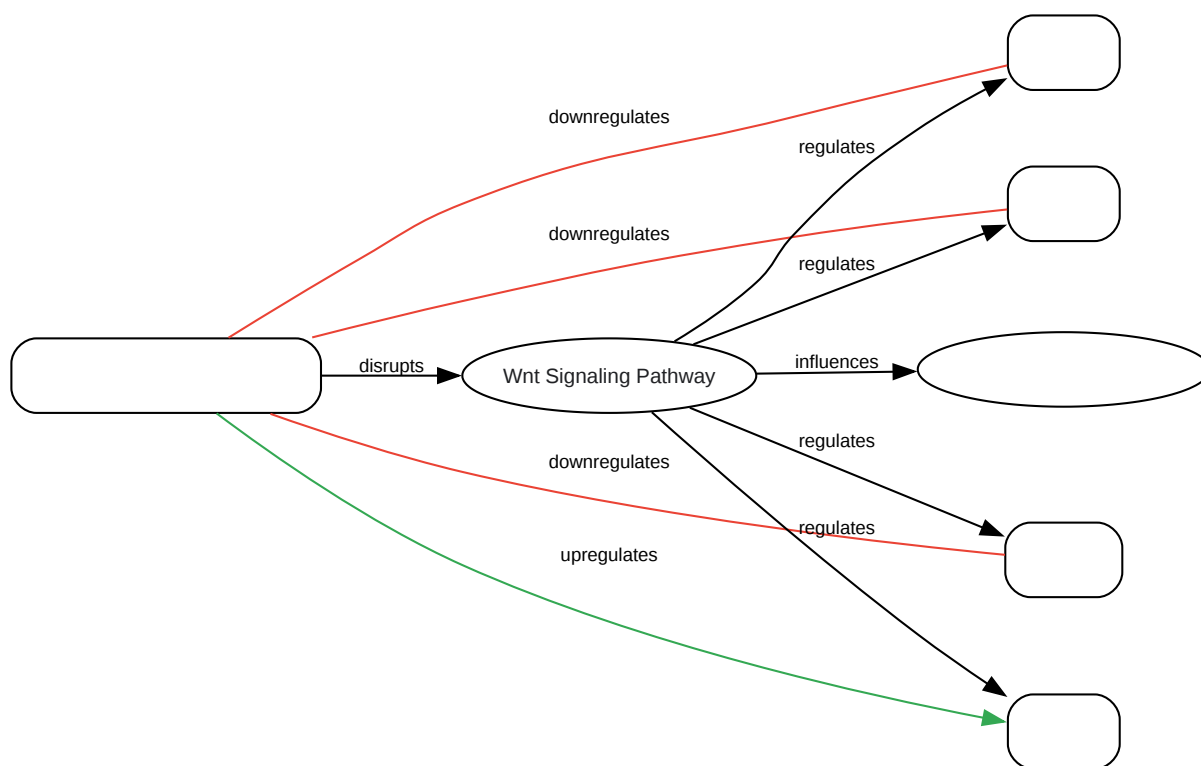 downregulates
regulates
downregulates
regulates
disrupts
Wnt Signaling Pathway
influences
regulates
downregulates
regulates
upregulates